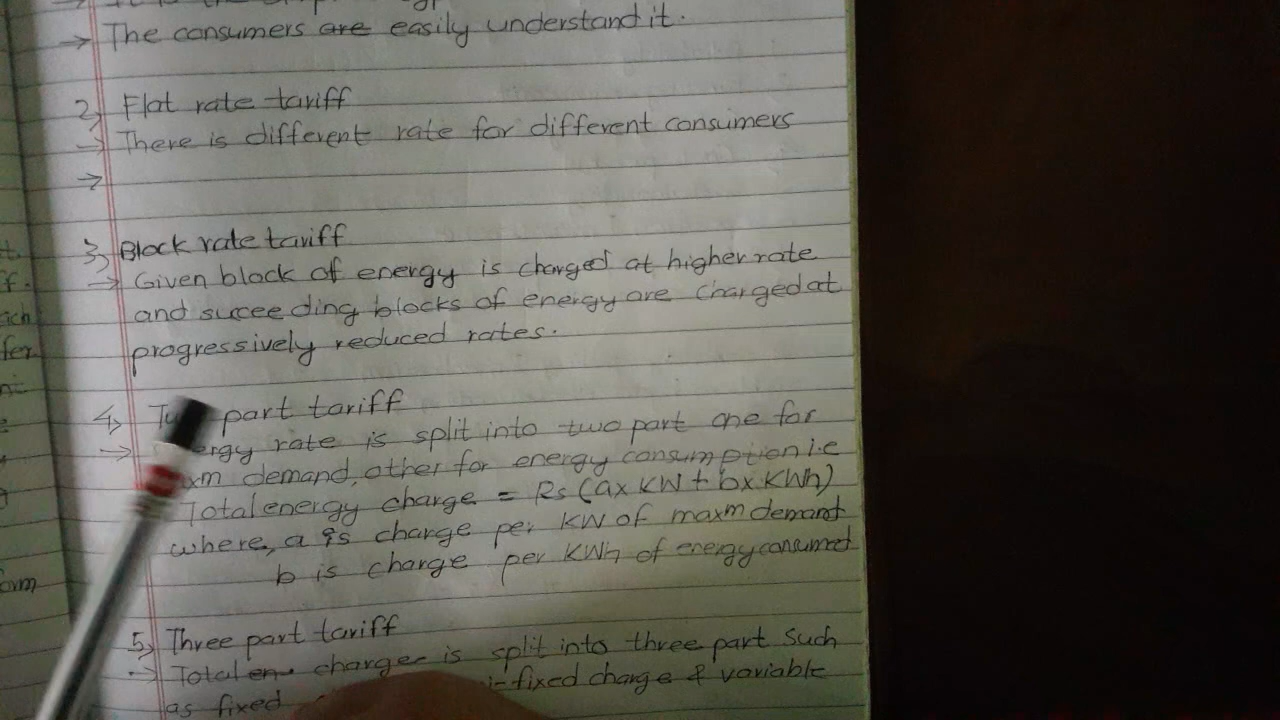 → The consumers are easily understand it.
2) Flat rate tariff
→ There is different rate for different consumers
→
3) Block rate tariff
→ Given block of energy is charged at higher rate
and succeeding blocks of energy are charged at
progressively reduced rates.
4) part tariff
→ rate is split into two part one for
demand, other for energy consumption i.e
Total energy charge = Rs (a x KW + b x KWh)
where, a is charge per KW of maxm demand
b is charge per KWh of energy consumed
5) Three part tariff
→ Total charge is split into three part such
as fixed fixed charge & variable